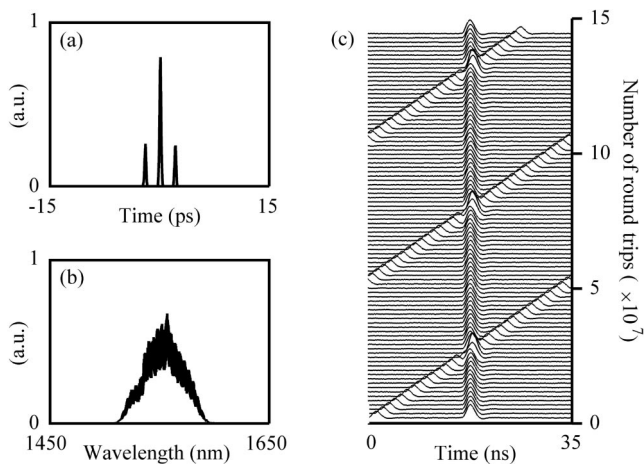 1
(a)
(a.u.)
0
-15
15
Time (ps)
1
(b)
(a.u.)
0
1450
1650
Wavelength (nm)
(c)
15
10
5
0
Number of round trips ( ×10⁷)
0
35
Time (ns)